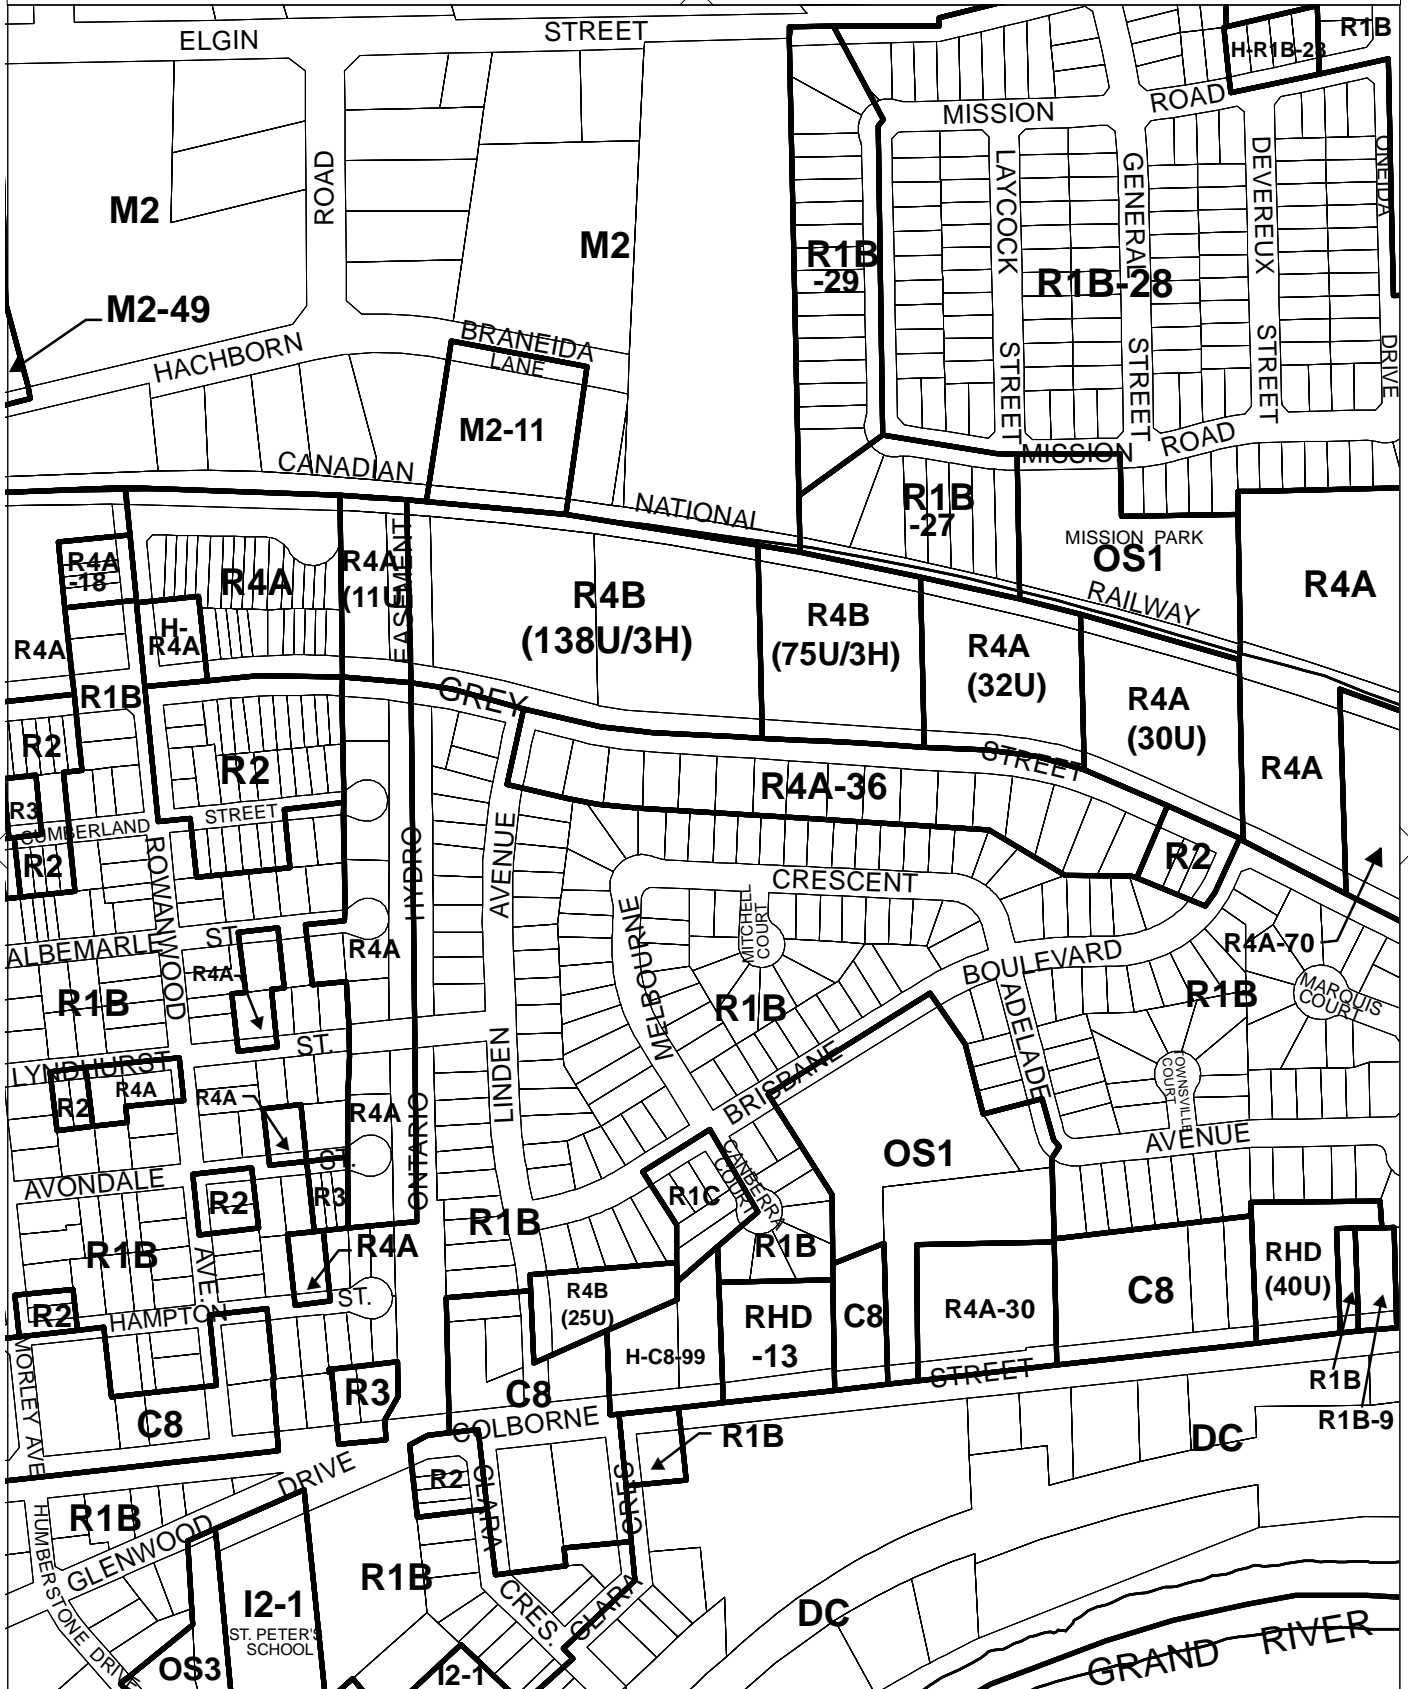 ELGIN
STREET
R1B
H-R1B-28
MISSION
ROAD
ROAD
LAYCOCK
STREET
GENERAL
STREET
DEVEREUX
STREET
ONEIDA
DRIVE
M2
M2
R1B
-29
R1B-28
M2-49
HACHBORN
BRANEIDA
LANE
M2-11
MISSION
ROAD
CANADIAN
NATIONAL
RAILWAY
R1B
-27
MISSION PARK
OS1
R4A
R4A
-18
R4A
R4A
(11U)
EASEMENT
R4B
(138U/3H)
R4B
(75U/3H)
R4A
(32U)
R4A
(30U)
R4A
H-
R4A
R4A
R1B
GREY
STREET
R2
R2
R4A-36
R3
CUMBERLAND
STREET
R2
ROWANWOOD
AVE.
HYDRO
ONTARIO
AVENUE
LINDEN
R2
CRESCENT
MELBOURNE
MITCHELL
COURT
ALBEMARLE
ST.
R4A
R4A
R4A-70
BOULEVARD
ADELAIDE
R1B
R1B
R1B
MARQUIS
COURT
LYNDHURST
ST.
R2
R4A
R4A
R4A
BRISBANE
TOWNSVILLE
COURT
AVENUE
OS1
AVONDALE
ST.
R2
R3
R1C
CANBERRA
COURT
R1B
R1B
R1B
R4A
RHD
(40U)
R2
HAMPTON
ST.
R4B
(25U)
RHD
-13
C8
R4A-30
C8
H-C8-99
MORLEY AVE
R3
C8
C8
COLBORNE
STREET
R1B
R1B-9
R1B
DC
DRIVE
GLENWOOD
R2
CLARA
CRES.
CLARA
CRES
R1B
HUMBERSTONE DRIVE
R1B
I2-1
ST. PETER'S
SCHOOL
OS3
I2-1
DC
GRAND RIVER